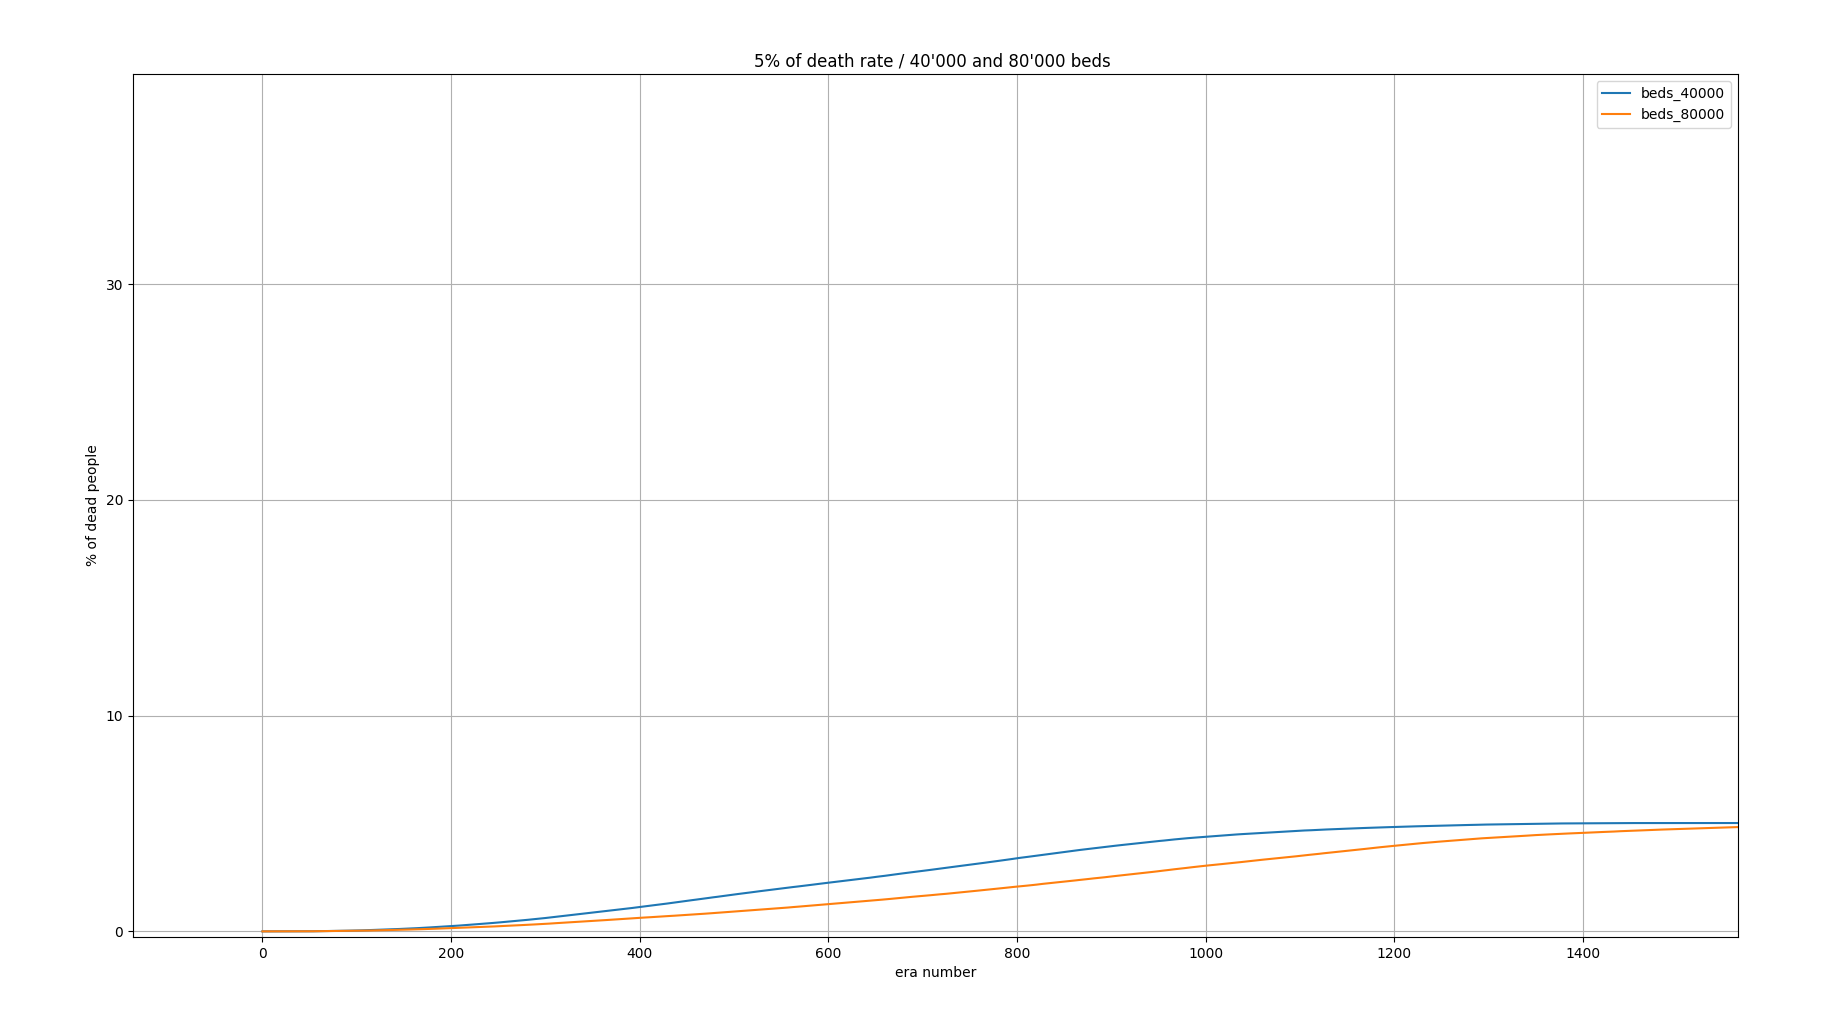 5% of death rate / 40'000 and 80'000 beds
beds_40000
beds_80000
% of dead people
30
20
10
0
0 200 400 600 800 1000 1200 1400
era number